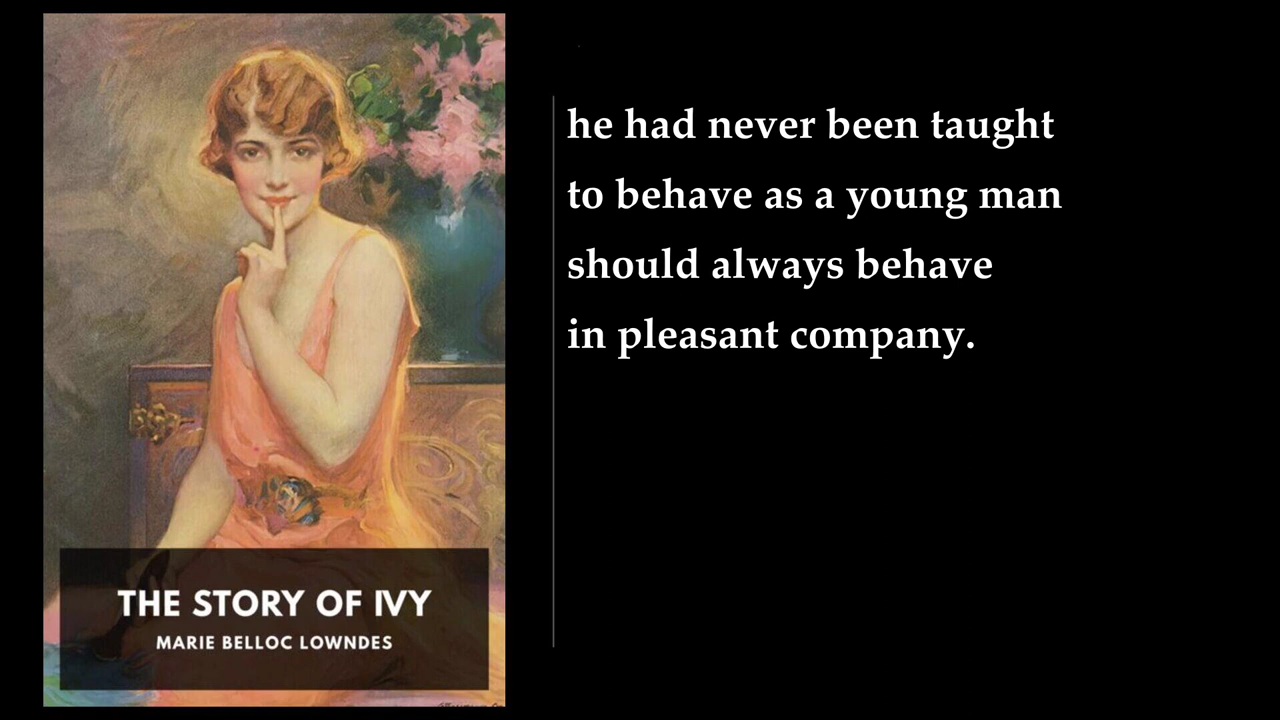 THE STORY OF IVY
MARIE BELLOC LOWNDES
he had never been taught
to behave as a young man
should always behave
in pleasant company.